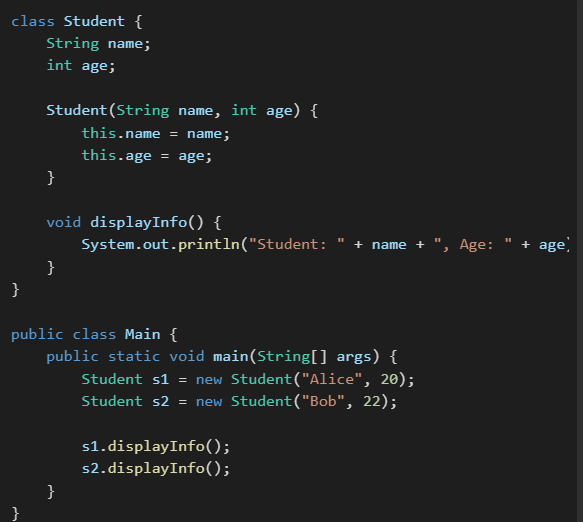 class Student {
    String name;
    int age;

    Student(String name, int age) {
        this.name = name;
        this.age = age;
    }

    void displayInfo() {
        System.out.println("Student: " + name + ", Age: " + age)
    }
}

public class Main {
    public static void main(String[] args) {
        Student s1 = new Student("Alice", 20);
        Student s2 = new Student("Bob", 22);

        s1.displayInfo();
        s2.displayInfo();
    }
}